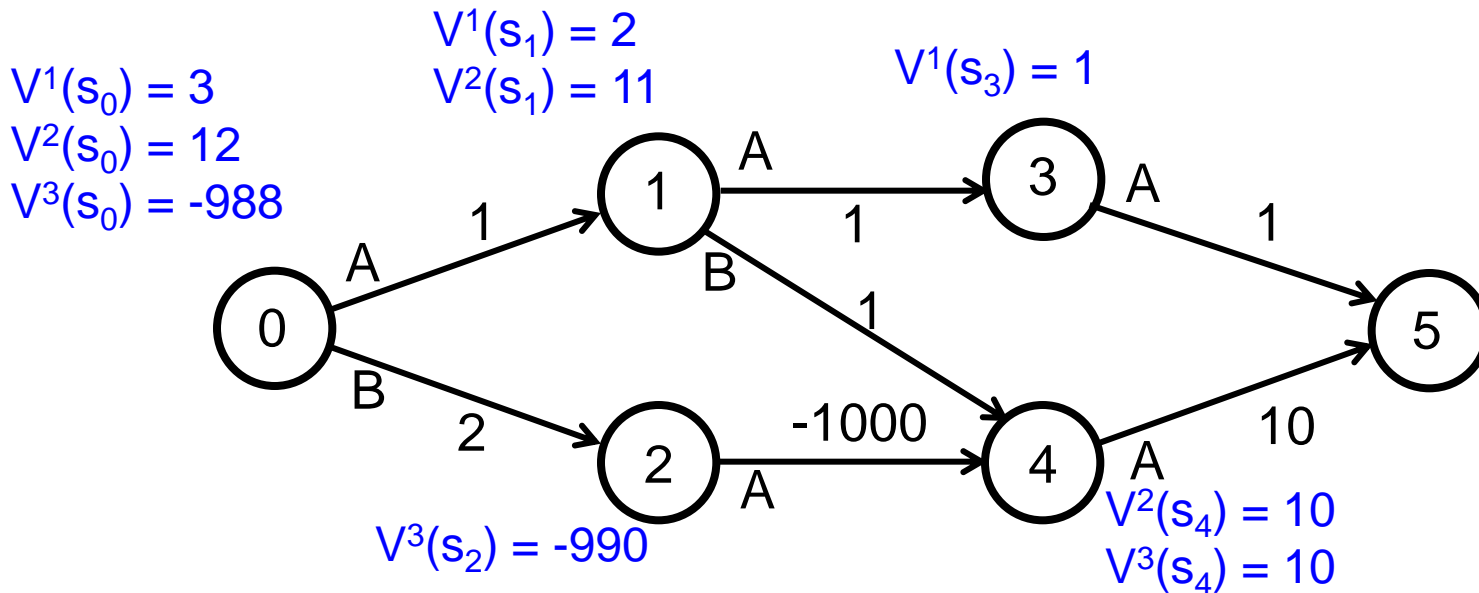 V¹(s₀) = 3
V²(s₀) = 12
V³(s₀) = -988
V¹(s₁) = 2
V²(s₁) = 11
V¹(s₃) = 1
0
A
1
B
2
1
A
1
B
1
2
A
-1000
V³(s₂) = -990
3
A
1
4
A
10
V²(s₄) = 10
V³(s₄) = 10
5